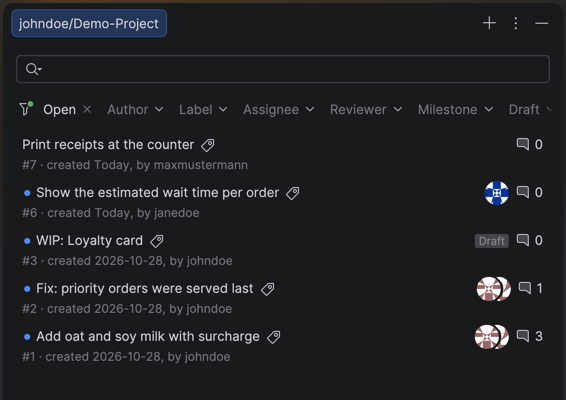 johndoe/Demo-Project
Open Author Label Assignee Reviewer Milestone Draft
Print receipts at the counter 0
#7 · created Today, by maxmustermann
Show the estimated wait time per order 0
#6 · created Today, by janedoe
WIP: Loyalty card Draft 0
#3 · created 2026-10-28, by johndoe
Fix: priority orders were served last 1
#2 · created 2026-10-28, by johndoe
Add oat and soy milk with surcharge 3
#1 · created 2026-10-28, by johndoe